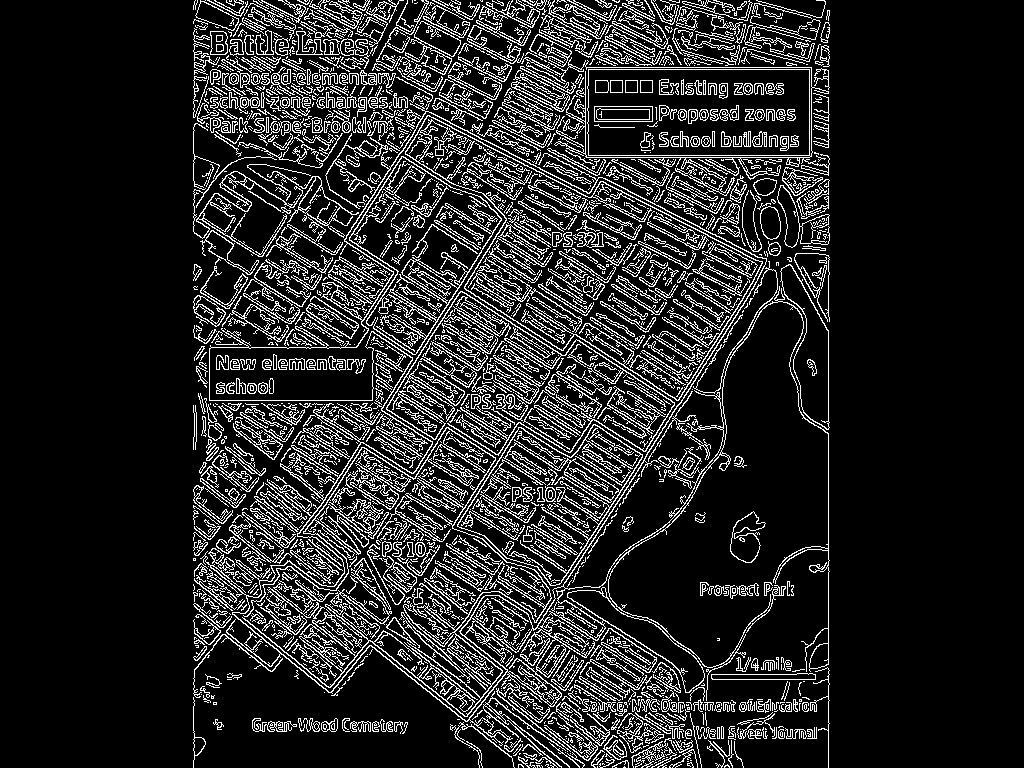 Battle Lines
Proposed elementary
school zone changes in
Park Slope, Brooklyn
Existing zones
Proposed zones
School buildings
PS 321
New elementary
school
PS 39
PS 107
PS 10
Prospect Park
1/4 mile
Source: NYC Department of Education
The Wall Street Journal
Green-Wood Cemetery